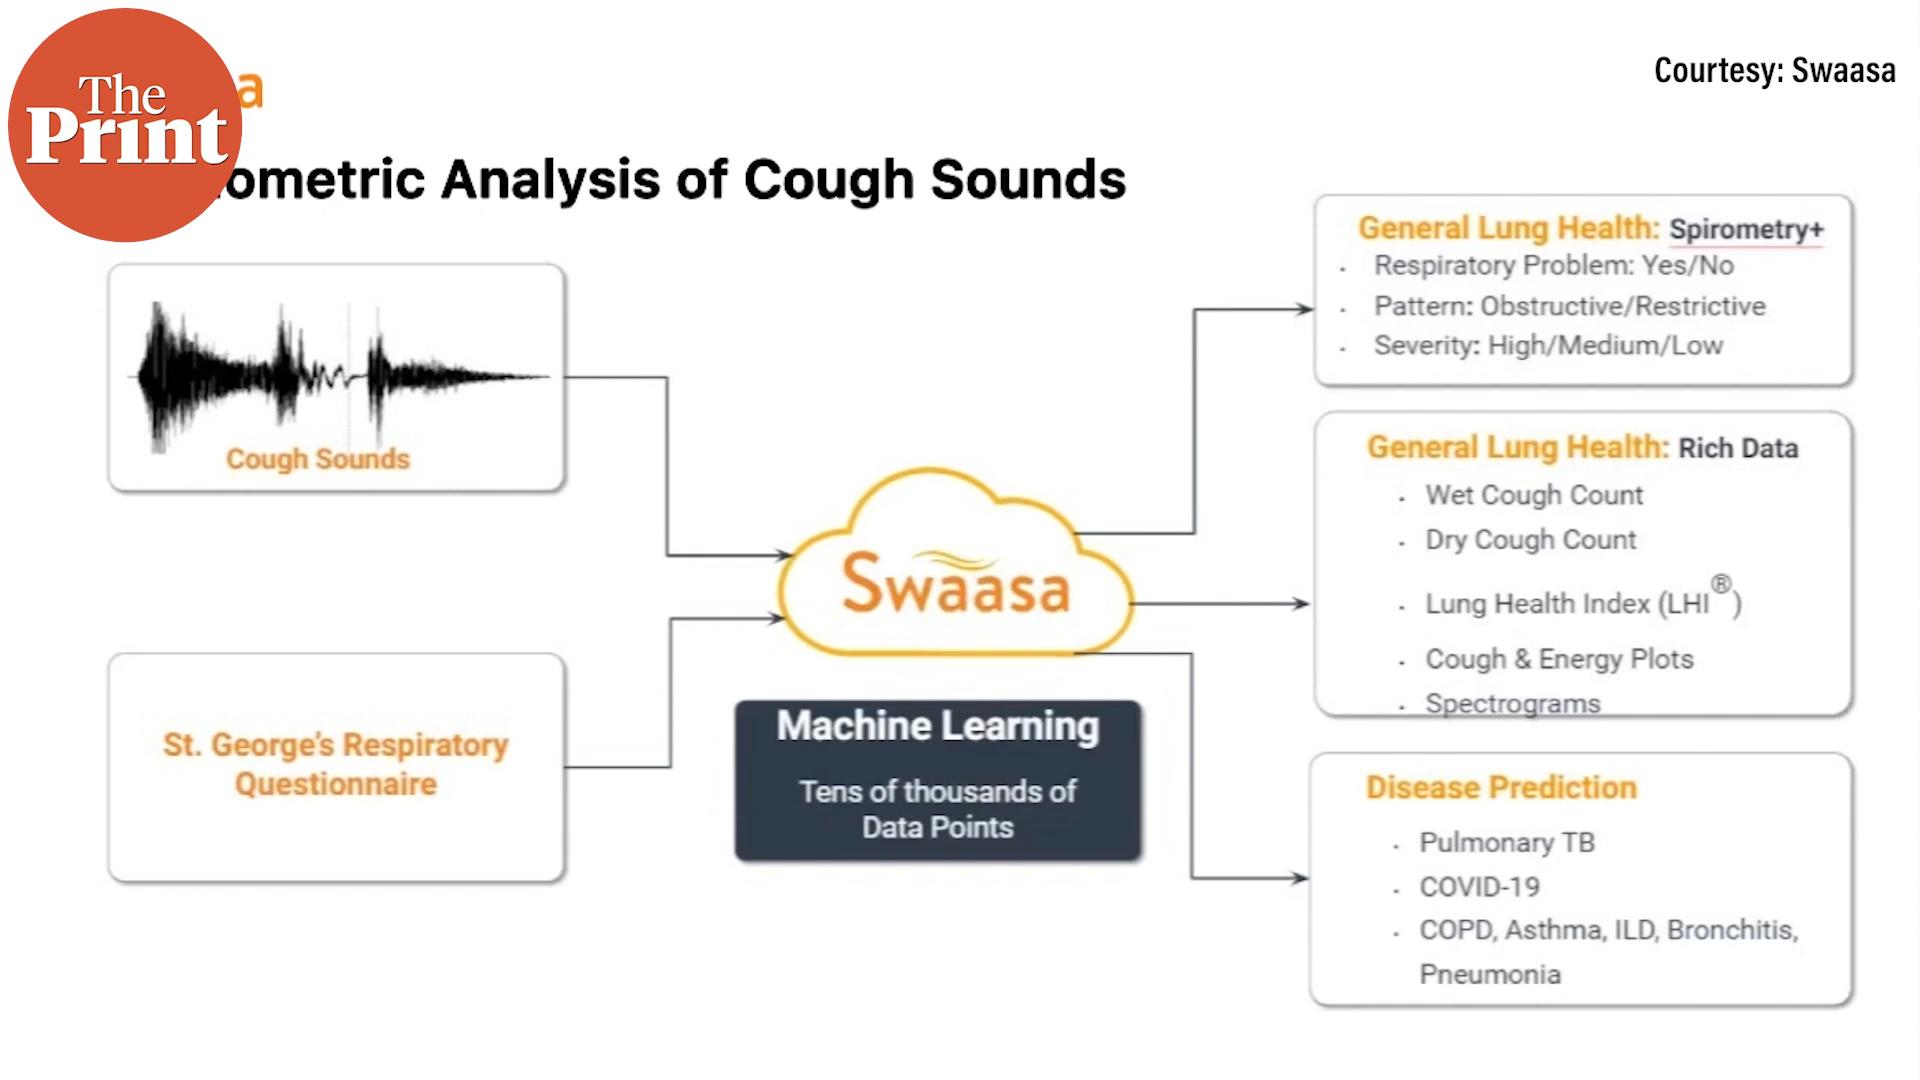 The
Print
a
Courtesy: Swaasa
ometric Analysis of Cough Sounds
Cough Sounds
St. George's Respiratory
Questionnaire
Swaasa
Machine Learning
Tens of thousands of
Data Points
General Lung Health: Spirometry+
· Respiratory Problem: Yes/No
· Pattern: Obstructive/Restrictive
· Severity: High/Medium/Low
General Lung Health: Rich Data
· Wet Cough Count
· Dry Cough Count
· Lung Health Index (LHI®)
· Cough & Energy Plots
· Spectrograms
Disease Prediction
· Pulmonary TB
· COVID-19
· COPD, Asthma, ILD, Bronchitis,
Pneumonia